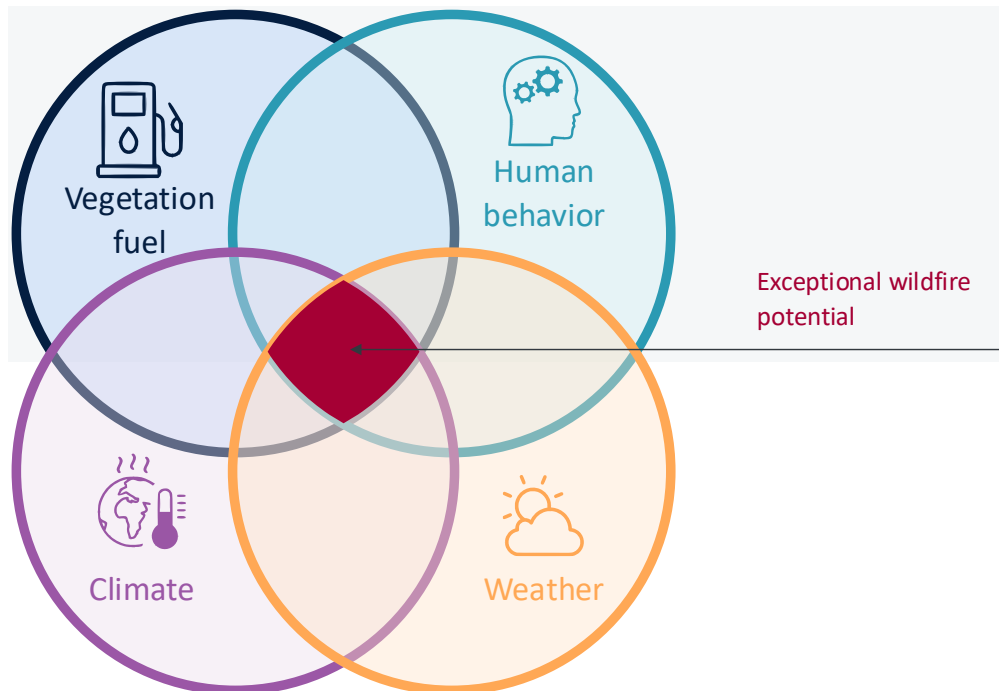 Vegetation
fuel
Human
behavior
Exceptional wildfire
potential
Climate
Weather